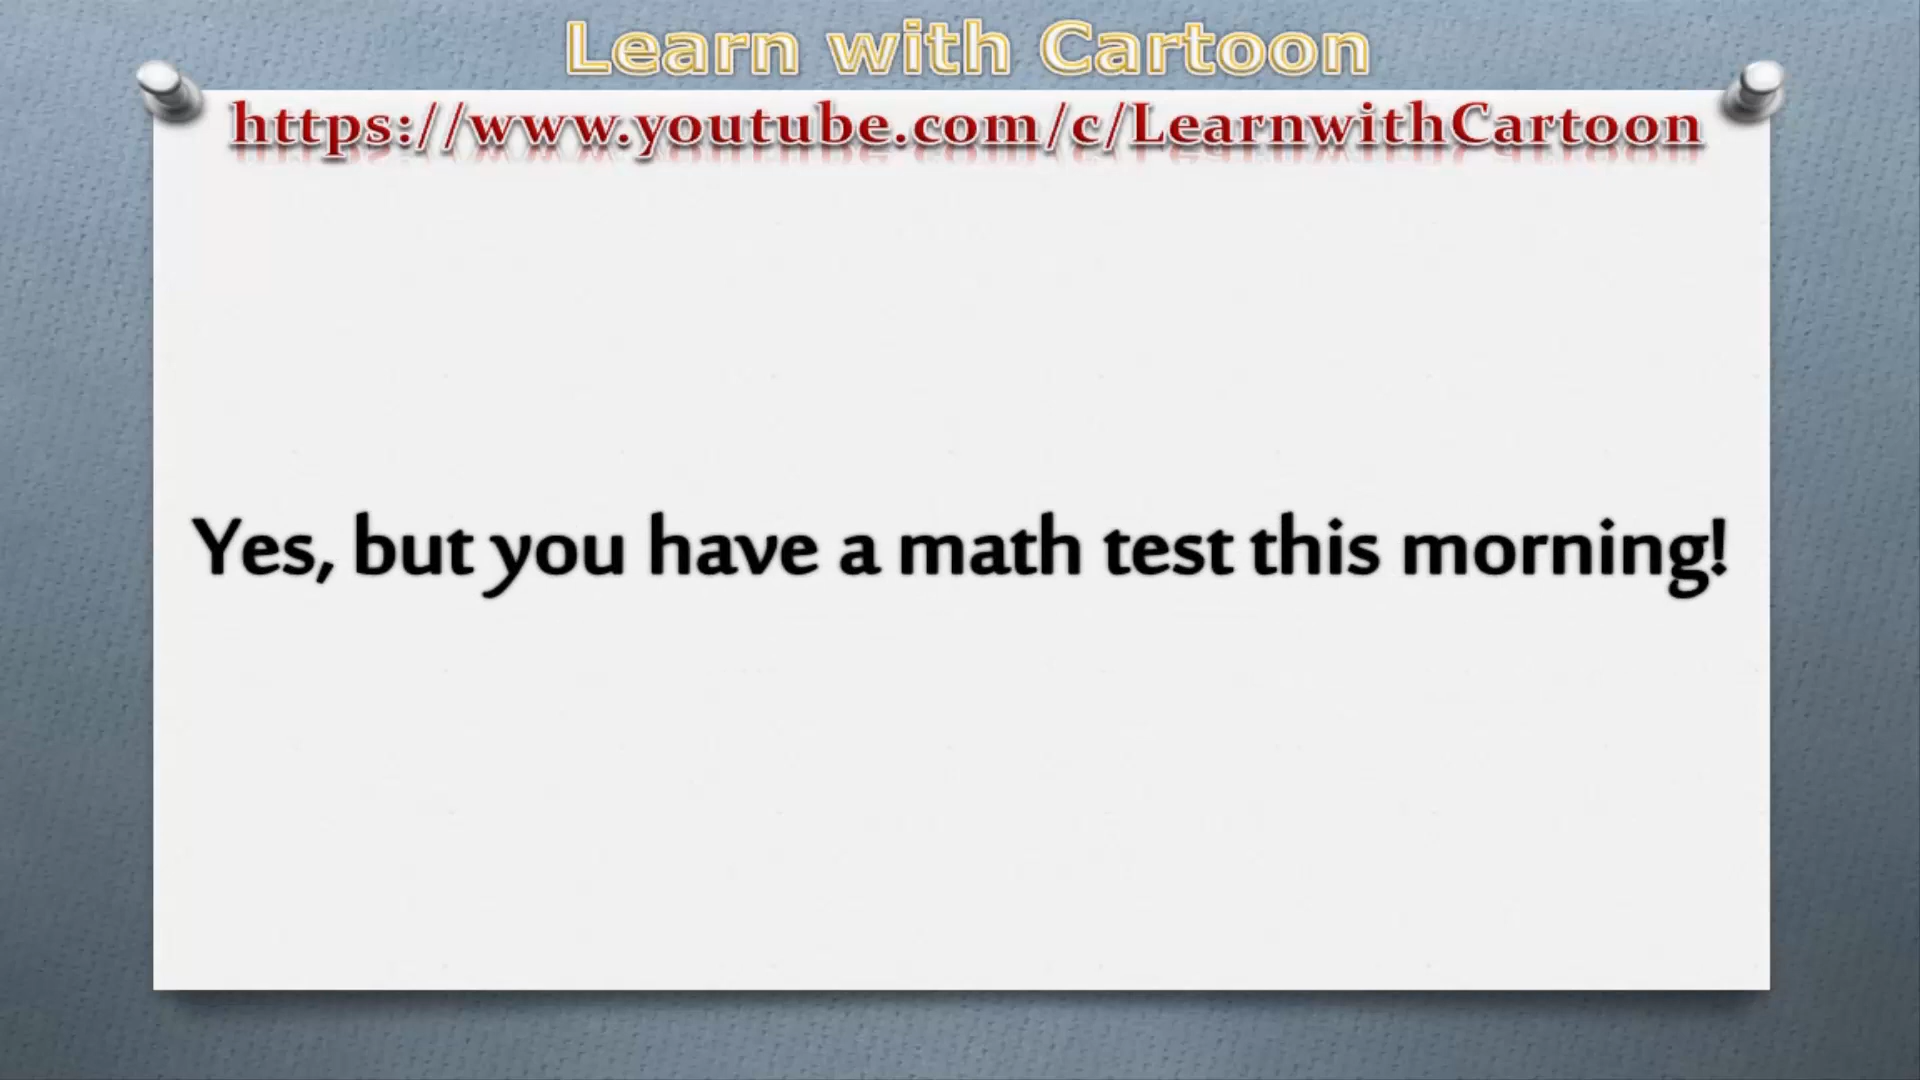 Learn with Cartoon
https://www.youtube.com/c/LearnwithCartoon
Yes, but you have a math test this morning!